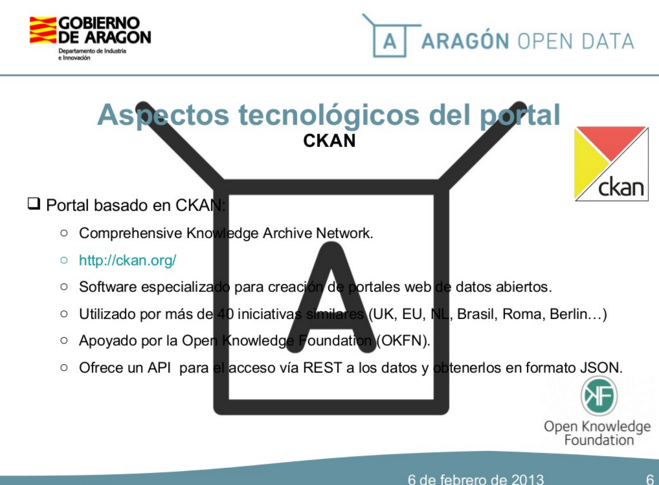 GOBIERNO
DE ARAGON
Departamento de Industria
e Innovación
A ARAGÓN OPEN DATA
Aspectos tecnológicos del portal
CKAN
ckan
Portal basado en CKAN:
Comprehensive Knowledge Archive Network.
http://ckan.org/
Software especializado para creación de portales web de datos abiertos.
Utilizado por más de 40 iniciativas similares (UK, EU, NL, Brasil, Roma, Berlin…)
Apoyado por la Open Knowledge Foundation (OKFN).
Ofrece un API para el acceso vía REST a los datos y obtenerlos en formato JSON.
A
Open Knowledge
Foundation
6 de febrero de 2013 6